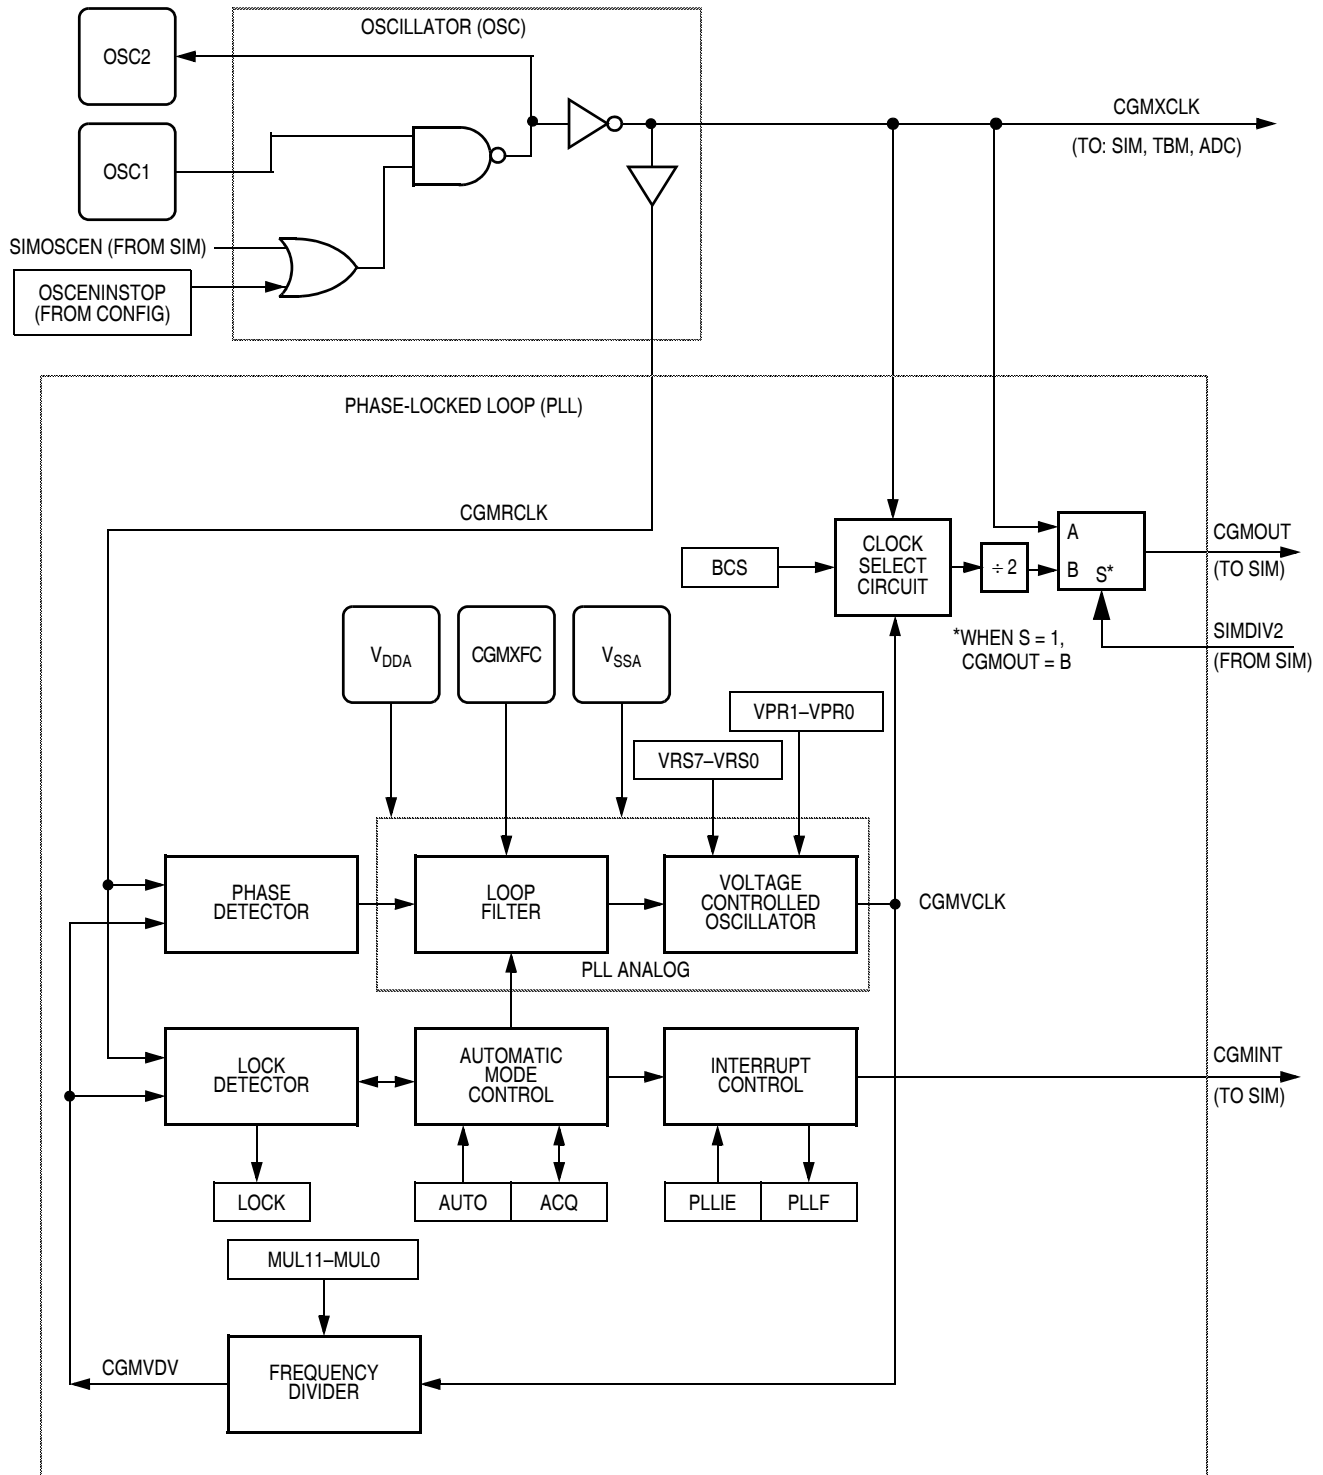 OSCILLATOR (OSC)
OSC2
CGMXCLK
(TO: SIM, TBM, ADC)
OSC1
SIMOSCEN (FROM SIM)
OSCENINSTOP
(FROM CONFIG)
PHASE-LOCKED LOOP (PLL)
CGMRCLK
BCS
CLOCK
SELECT
CIRCUIT
÷ 2
A
B
S*
CGMOUT
(TO SIM)
*WHEN S = 1,
CGMOUT = B
SIMDIV2
(FROM SIM)
VDDA
CGMXFC
VSSA
VPR1–VPR0
VRS7–VRS0
PHASE
DETECTOR
LOOP
FILTER
VOLTAGE
CONTROLLED
OSCILLATOR
CGMVCLK
PLL ANALOG
LOCK
DETECTOR
AUTOMATIC
MODE
CONTROL
INTERRUPT
CONTROL
CGMINT
(TO SIM)
LOCK
AUTO
ACQ
PLLIE
PLLF
MUL11–MUL0
CGMVDV
FREQUENCY
DIVIDER